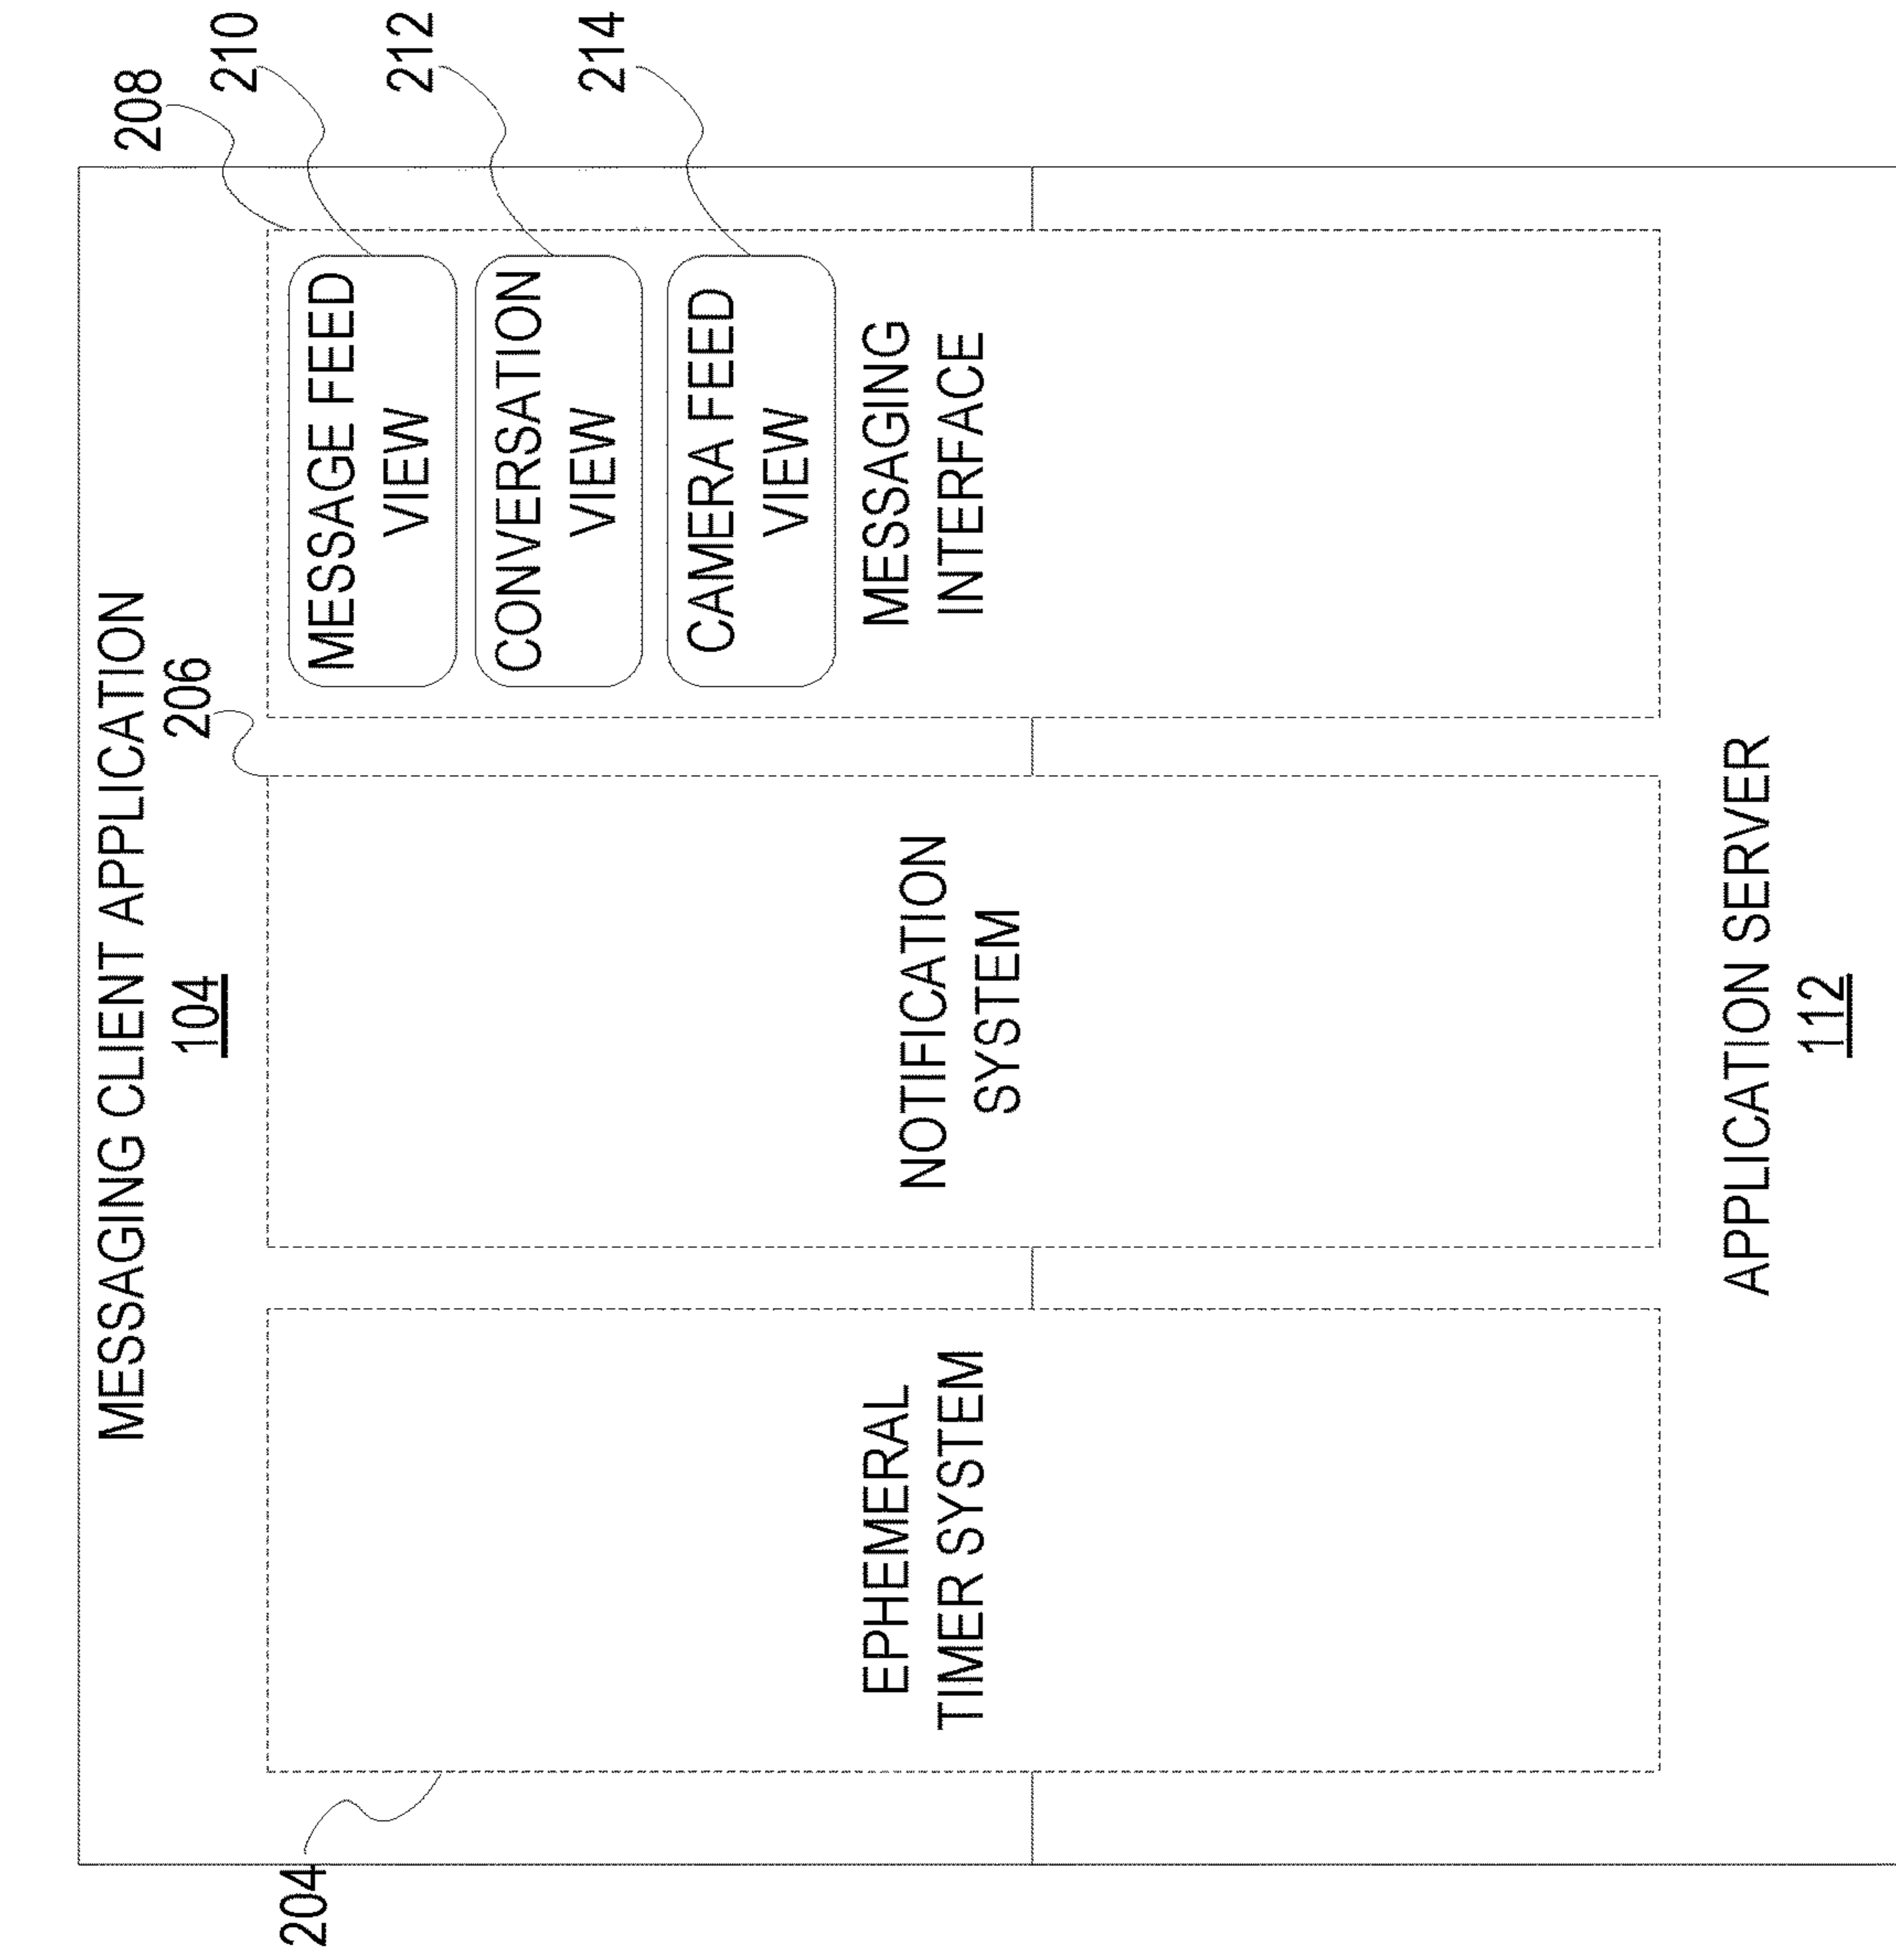 MESSAGING CLIENT APPLICATION
104
204
206
208
210
212
214
EPHEMERAL
TIMER SYSTEM
NOTIFICATION
SYSTEM
MESSAGE FEED
VIEW
CONVERSATION
VIEW
CAMERA FEED
VIEW
MESSAGING
INTERFACE
APPLICATION SERVER
112